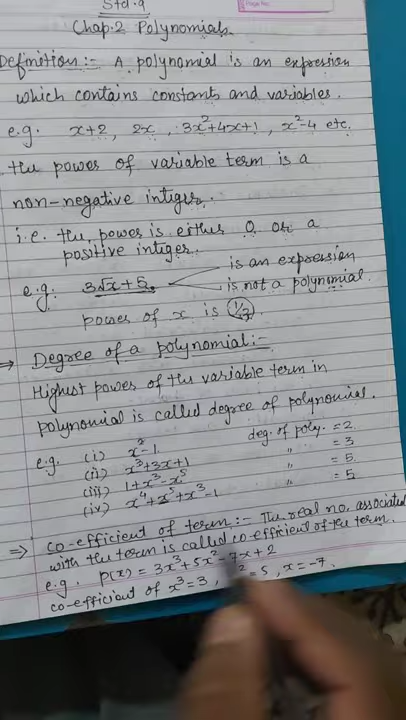 Std.9
Page No.
Chap.2 Polynomials.
Definition:- A polynomial is an expression
which contains constants and variables.
e.g. x+2, 2x, 3x²+4x+1, x²-4 etc.
the power of variable term is a
non-negative integer.
i.e. the power is either 0 or a
positive integer.
e.g. 3√x+5.
is an expression
is not a polynomial.
power of x is (1/2).
→ Degree of a polynomial:-
Highest power of the variable term in
polynomial is called degree of polynomial.
e.g. (i) x²-1 deg. of poly. = 2
(ii) x³+3x+1 " = 3
(iii) 1+x³-x⁵ " = 5
(iv) x⁴+x⁵+x³-1 " = 5
⇒ co-efficient of term:- The real no. associated
with the term is called co-efficient of the term.
e.g. p(x) = 3x³+5x²-7x+2
co-efficient of x³=3, ²=5, x=-7.